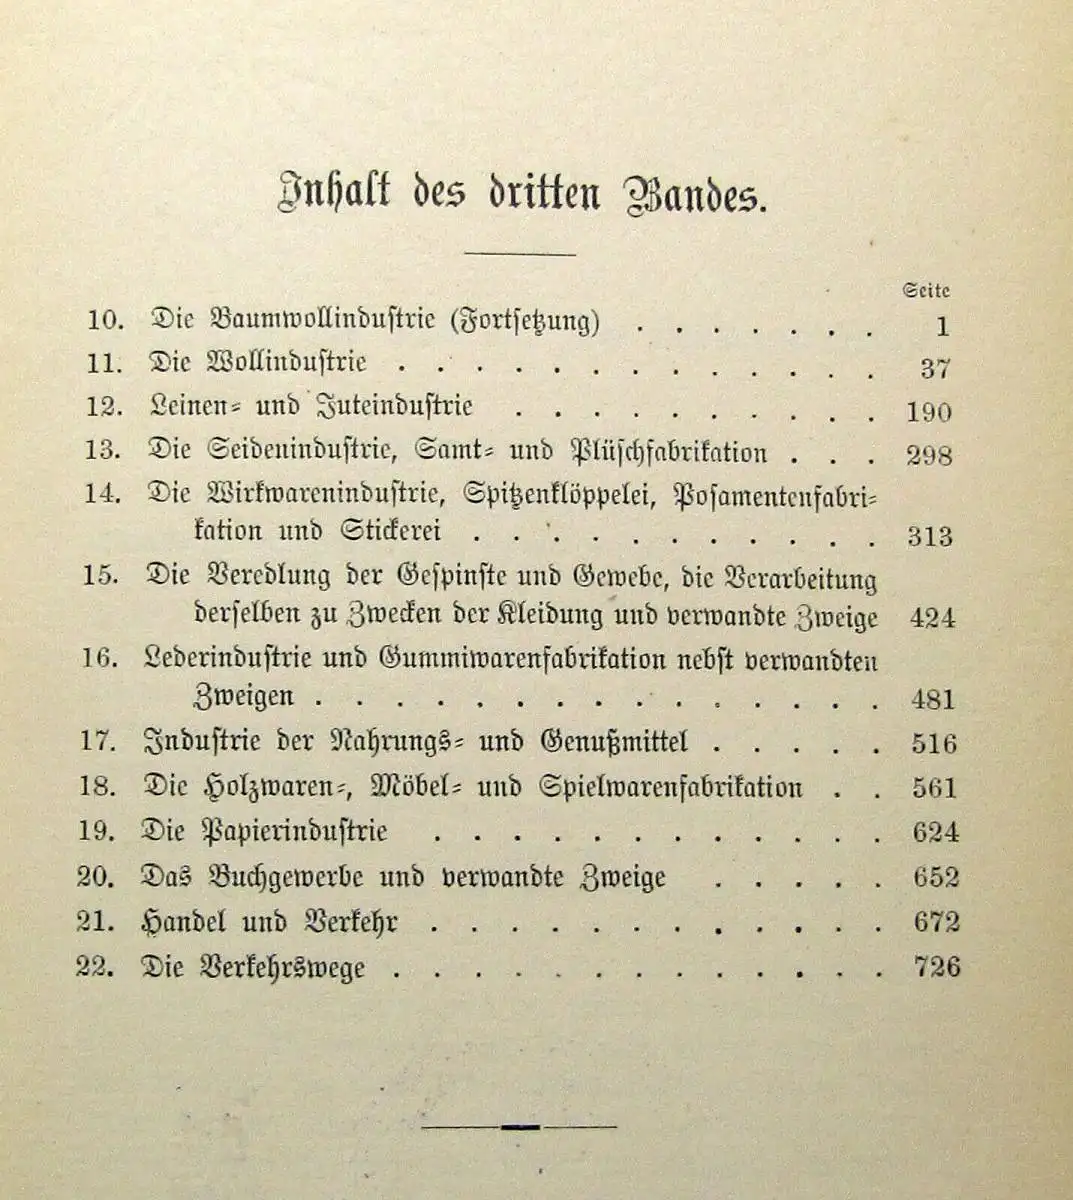 Inhalt des dritten Bandes.
Seite
10. Die Baumwollindustrie (Fortsetzung) . . . . . . . 1
11. Die Wollindustrie . . . . . . . . . . . . . 37
12. Leinen- und Juteindustrie . . . . . . . . . . 190
13. Die Seidenindustrie, Samt- und Plüschfabrikation . . . 298
14. Die Wirkwarenindustrie, Spitzenklöppelei, Posamentenfabri-
kation und Stickerei . . . . . . . . . . . 313
15. Die Veredlung der Gespinste und Gewebe, die Verarbeitung
derselben zu Zwecken der Kleidung und verwandte Zweige 424
16. Lederindustrie und Gummiwarenfabrikation nebst verwandten
Zweigen . . . . . . . . . . . . . . . 481
17. Industrie der Nahrungs- und Genußmittel . . . . . 516
18. Die Holzwaren-, Möbel- und Spielwarenfabrikation . . 561
19. Die Papierindustrie . . . . . . . . . . . . 624
20. Das Buchgewerbe und verwandte Zweige . . . . . 652
21. Handel und Verkehr . . . . . . . . . . . . 672
22. Die Verkehrswege . . . . . . . . . . . . . 726